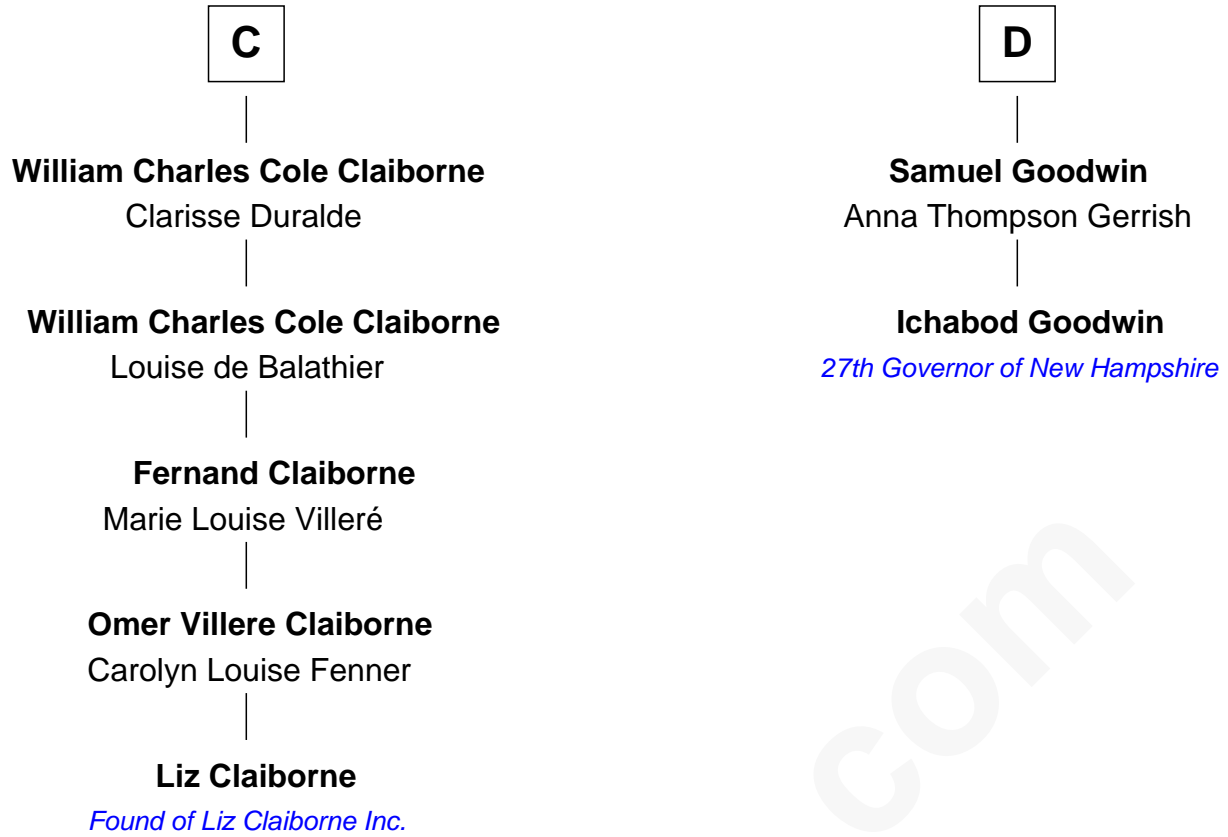 C
William Charles Cole Claiborne
Clarisse Duralde
William Charles Cole Claiborne
Louise de Balathier
Fernand Claiborne
Marie Louise Villeré
Omer Villere Claiborne
Carolyn Louise Fenner
Liz Claiborne
Found of Liz Claiborne Inc.
D
Samuel Goodwin
Anna Thompson Gerrish
Ichabod Goodwin
27th Governor of New Hampshire
com